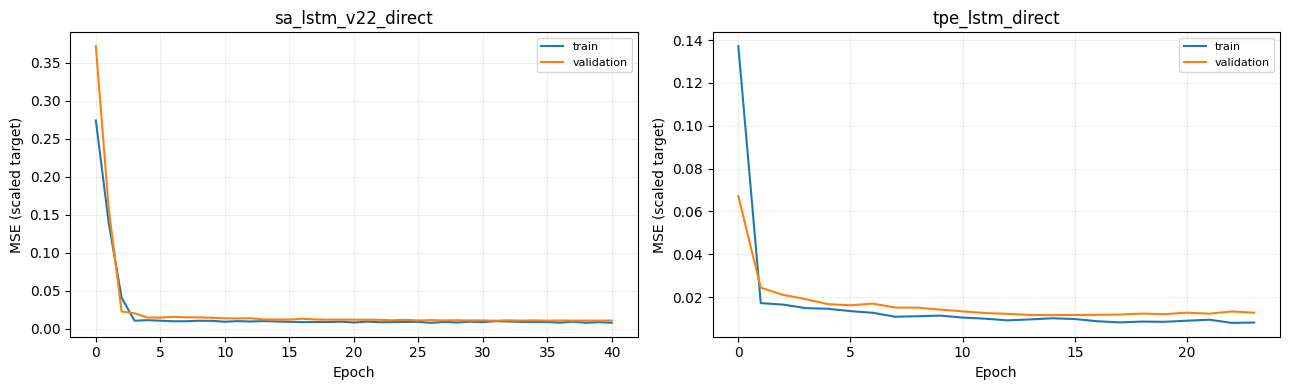 sa_lstm_v22_direct
train
validation
MSE (scaled target)
0.35
0.30
0.25
0.20
0.15
0.10
0.05
0.00
0 5 10 15 20 25 30 35 40
Epoch
tpe_lstm_direct
train
validation
MSE (scaled target)
0.14
0.12
0.10
0.08
0.06
0.04
0.02
0 5 10 15 20
Epoch